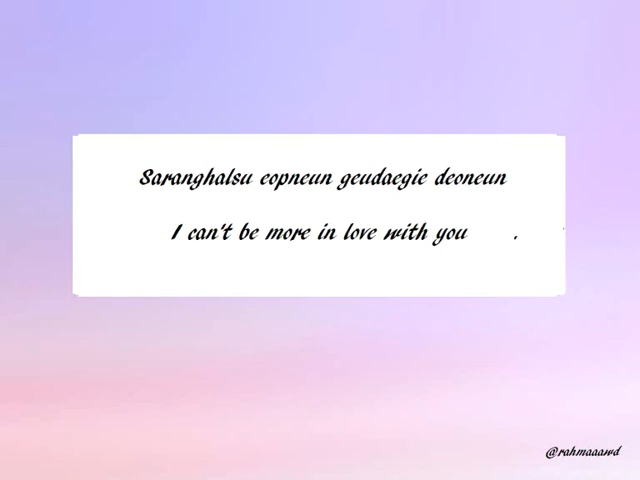 Saranghalsu eopneun geudaegie deoneun
I can't be more in love with you .
@rahmaaawd